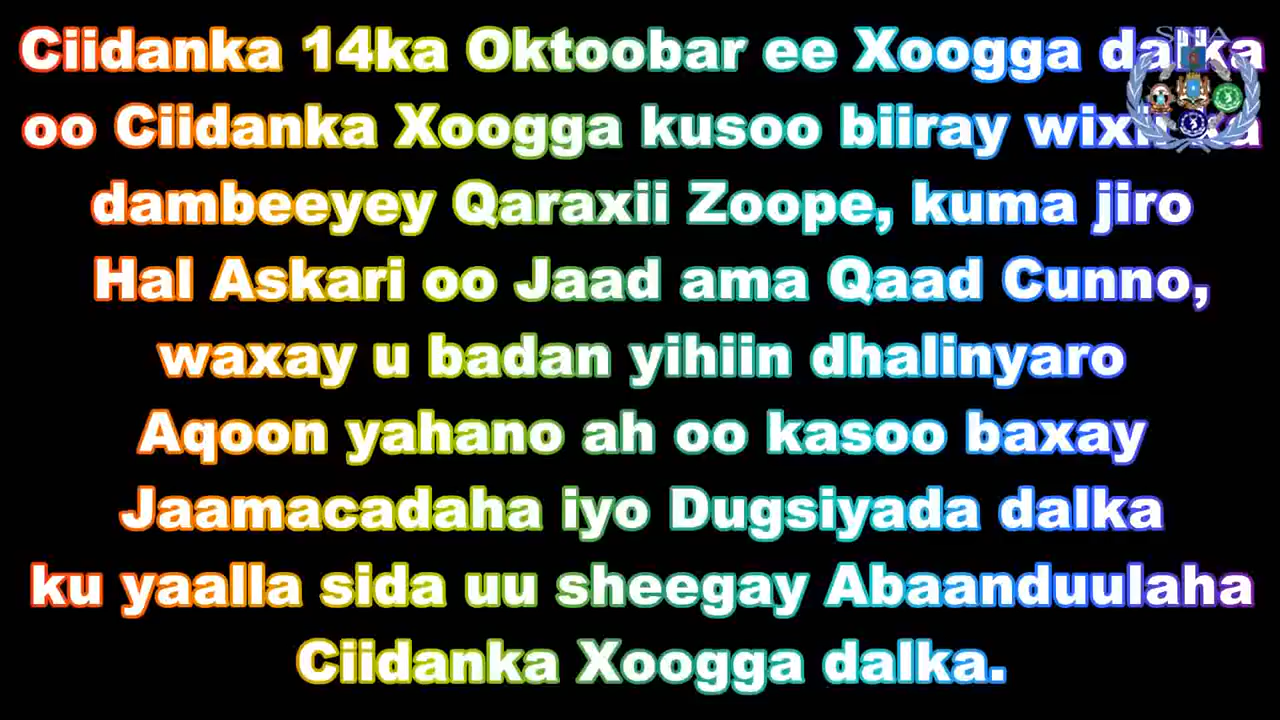 Ciidanka 14ka Oktoobar ee Xoogga dalka
oo Ciidanka Xoogga kusoo biiray
dambeeyey Qaraxii Zoope, kuma jiro
Hal Askari oo Jaad ama Qaad Cunno,
waxay u badan yihiin dhalinyaro
Aqoon yahano ah oo kasoo baxay
Jaamacadaha iyo Dugsiyada dalka
ku yaalla sida uu sheegay Abaanduulaha
Ciidanka Xoogga dalka.
SNA